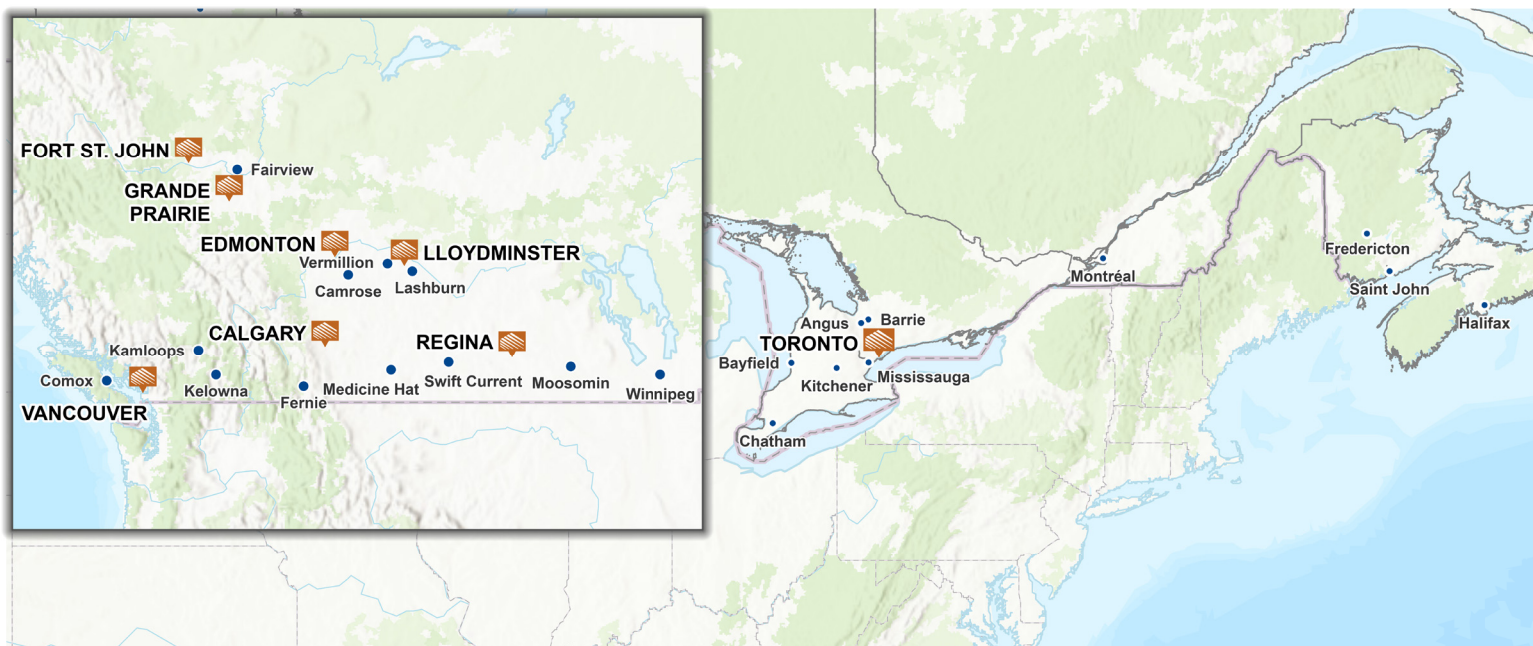 FORT ST. JOHN
Fairview
GRANDE
PRAIRIE
EDMONTON
LLOYDMINSTER
Vermillion
Camrose
Lashburn
CALGARY
REGINA
Kamloops
Comox
Kelowna
Fernie
Medicine Hat
Swift Current
Moosomin
Winnipeg
VANCOUVER
Fredericton
Montréal
Saint John
Halifax
Angus
Barrie
TORONTO
Bayfield
Kitchener
Mississauga
Chatham